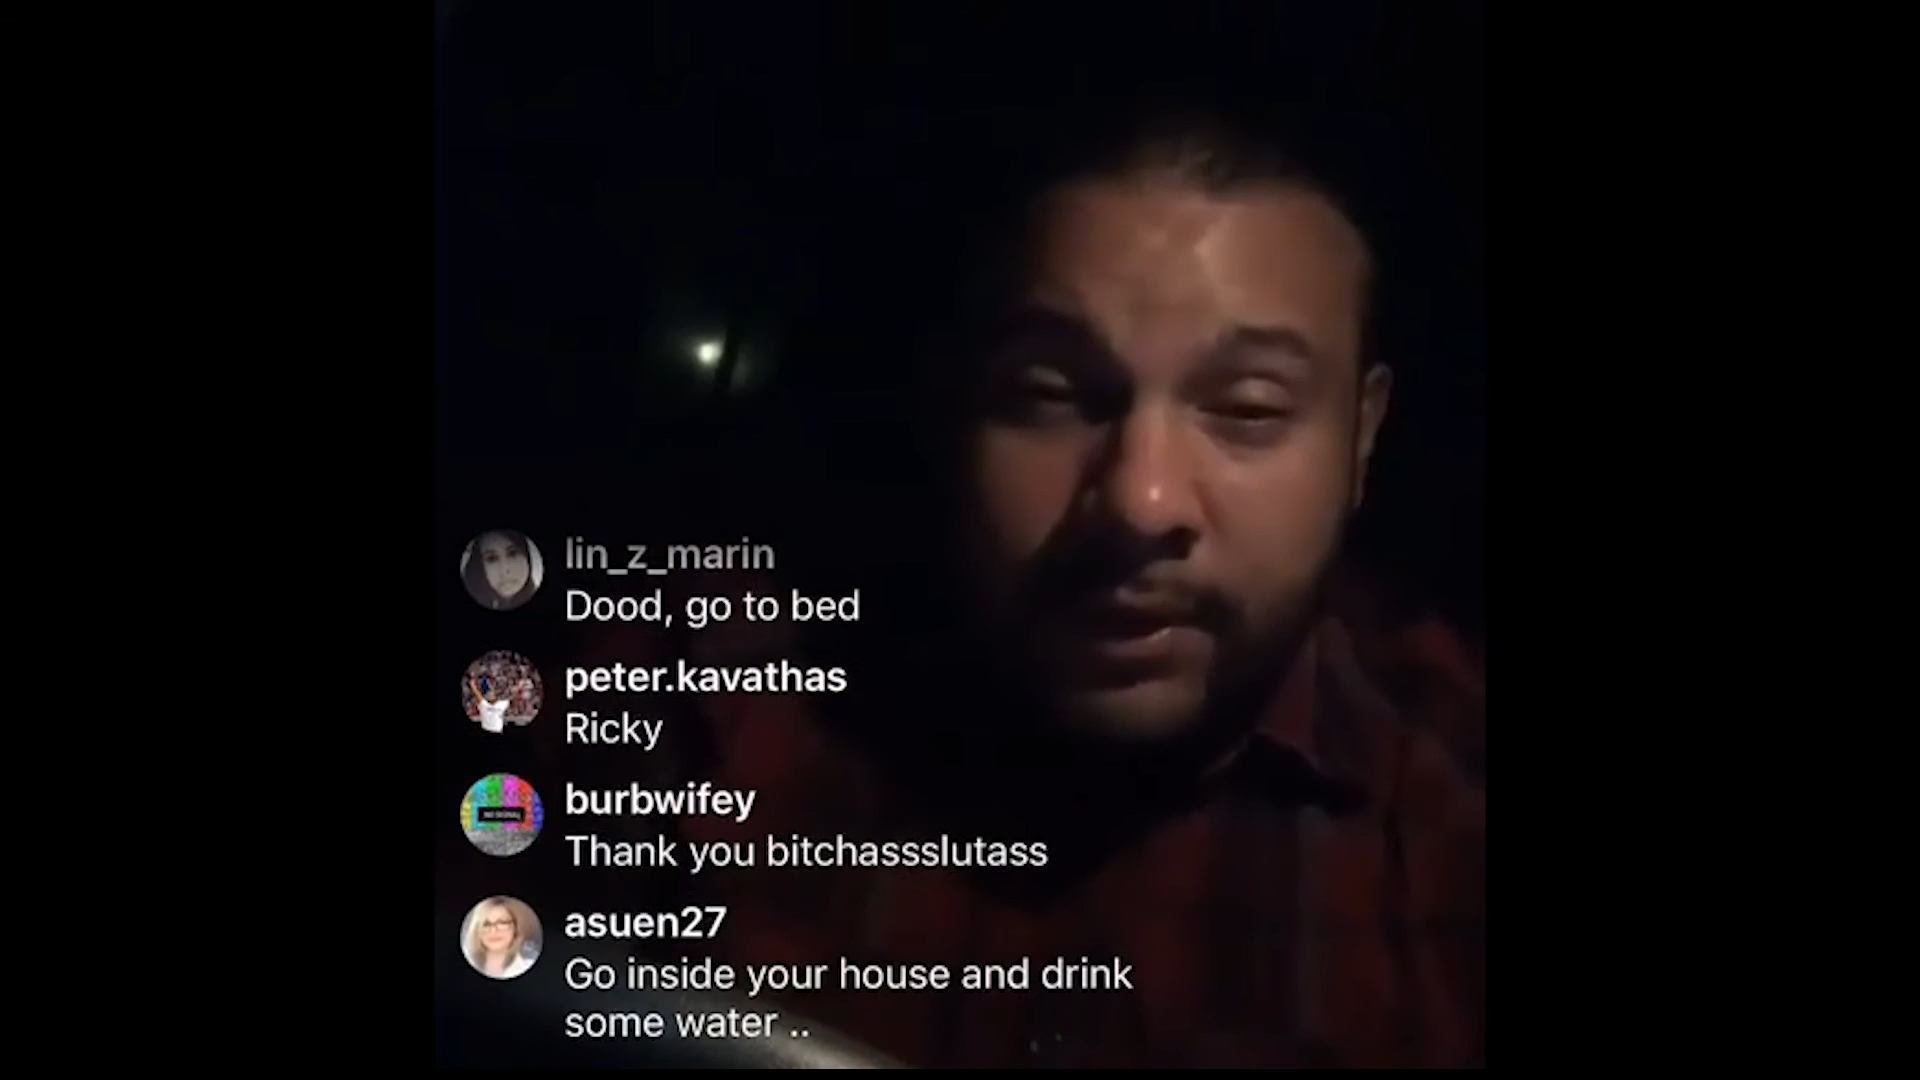 lin_z_marin
Dood, go to bed
peter.kavathas
Ricky
burbwifey
Thank you bitchassslutass
asuen27
Go inside your house and drink
some water ..